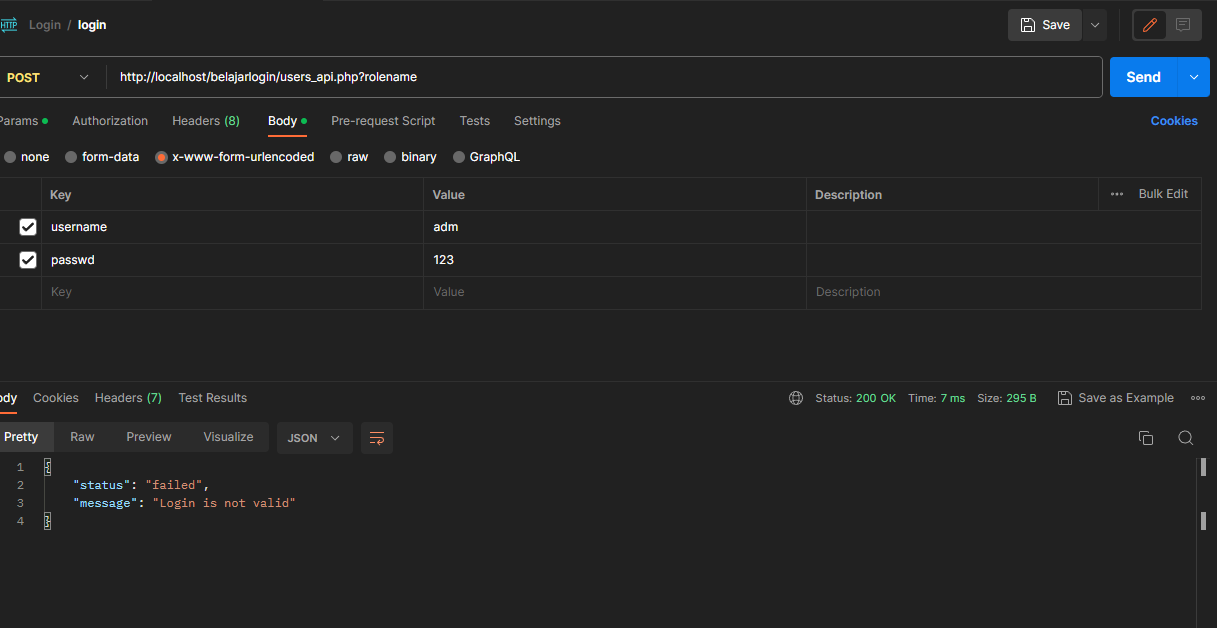 HTTP Login / login Save
POST http://localhost/belajarlogin/users_api.php?rolename Send
Params Authorization Headers (8) Body Pre-request Script Tests Settings Cookies
none form-data x-www-form-urlencoded raw binary GraphQL
Key Value Description ••• Bulk Edit
username adm
passwd 123
Key Value Description
ody Cookies Headers (7) Test Results Status: 200 OK Time: 7 ms Size: 295 B Save as Example
Pretty Raw Preview Visualize JSON
1 {
2 "status": "failed",
3 "message": "Login is not valid"
4 }